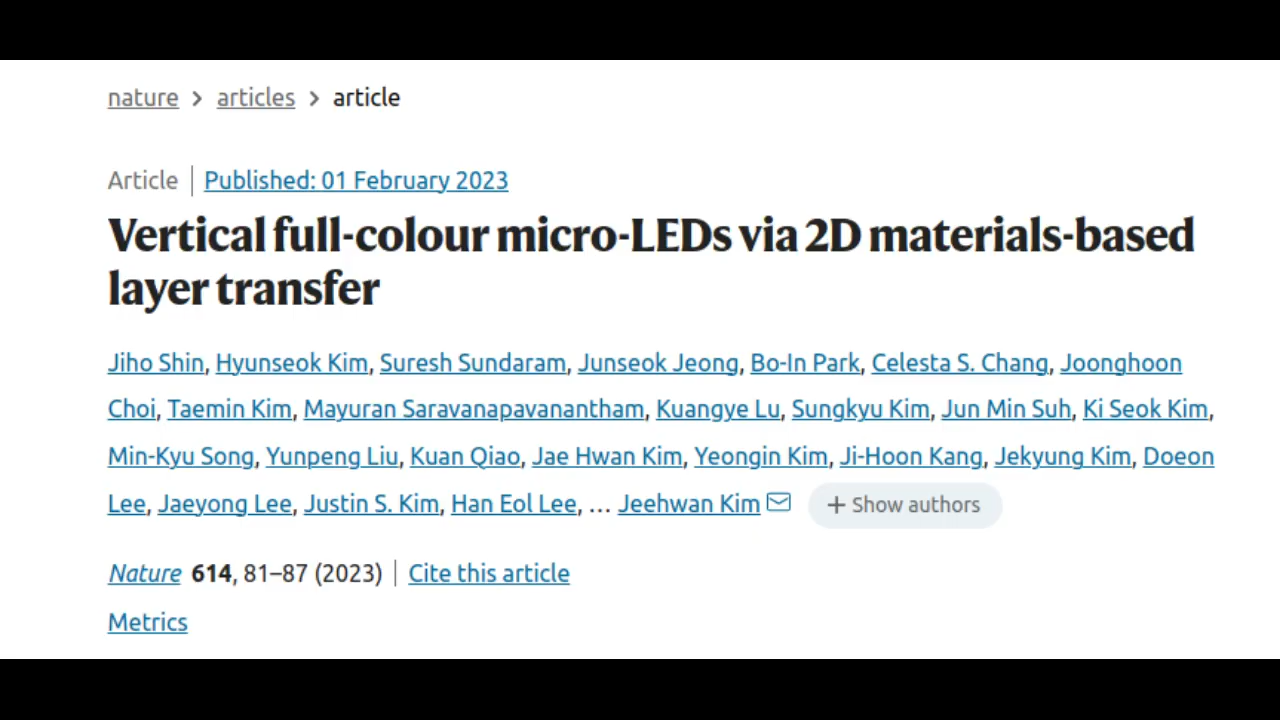 nature > articles > article
Article | Published: 01 February 2023
Vertical full-colour micro-LEDs via 2D materials-based
layer transfer
Jiho Shin, Hyunseok Kim, Suresh Sundaram, Junseok Jeong, Bo-In Park, Celesta S. Chang, Joonghoon
Choi, Taemin Kim, Mayuran Saravanapavanantham, Kuangye Lu, Sungkyu Kim, Jun Min Suh, Ki Seok Kim,
Min-Kyu Song, Yunpeng Liu, Kuan Qiao, Jae Hwan Kim, Yeongin Kim, Ji-Hoon Kang, Jekyung Kim, Doeon
Lee, Jaeyong Lee, Justin S. Kim, Han Eol Lee, … Jeehwan Kim + Show authors
Nature 614, 81–87 (2023) | Cite this article
Metrics